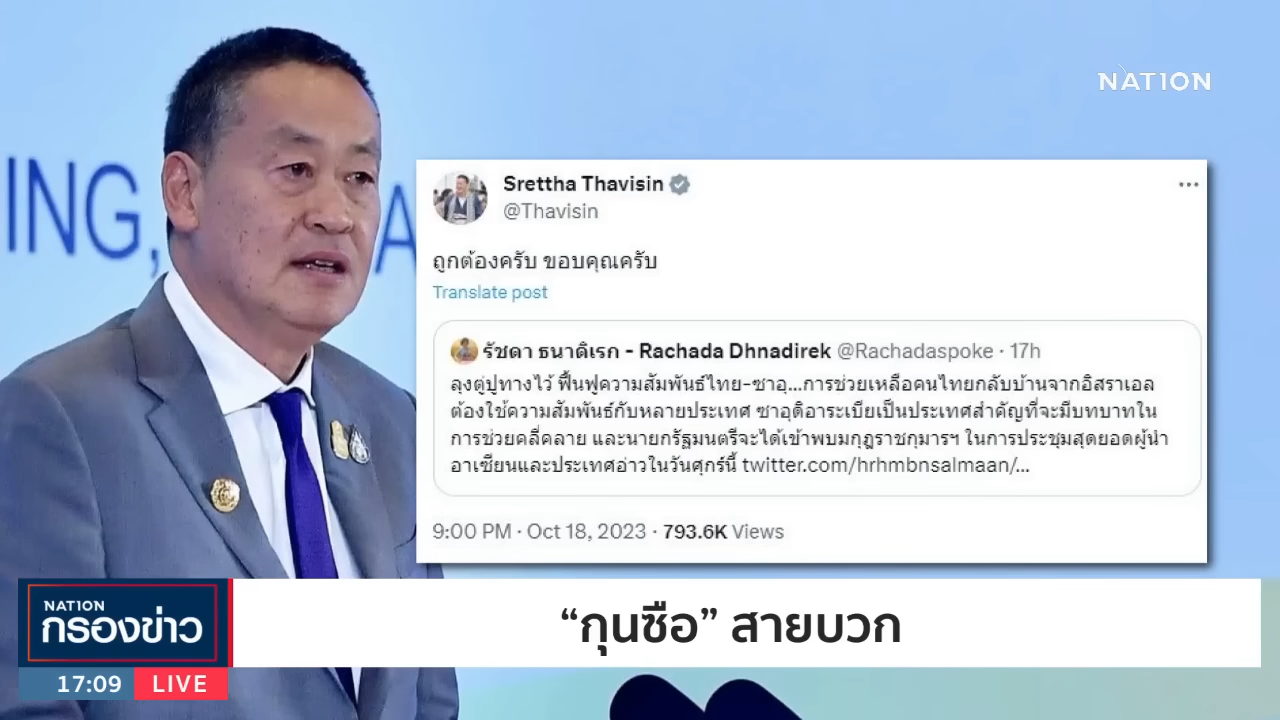 NATION
ING,
A
Srettha Thavisin
@Thavisin
ถูกต้องครับ ขอบคุณครับ
Translate post
รัชดา ธนาดิเรก - Rachada Dhnadirek @Rachadaspoke · 17h
ลุงตู่ปูทางไว้ ฟื้นฟูความสัมพันธ์ไทย-ซาอุ...การช่วยเหลือคนไทยกลับบ้านจากอิสราเอล
ต้องใช้ความสัมพันธ์กับหลายประเทศ ซาอุดิอาระเบียเป็นประเทศสำคัญที่จะมีบทบาทใน
การช่วยคลี่คลาย และนายกรัฐมนตรีจะได้เข้าพบมกุฎราชกุมารฯ ในการประชุมสุดยอดผู้นำ
อาเซียนและประเทศอ่าวในวันศุกร์นี้ twitter.com/hrhmbnsalmaan/...
9:00 PM · Oct 18, 2023 · 793.6K Views
NATION
กรองข่าว
“กุนซือ” สายบวก
17:09 LIVE